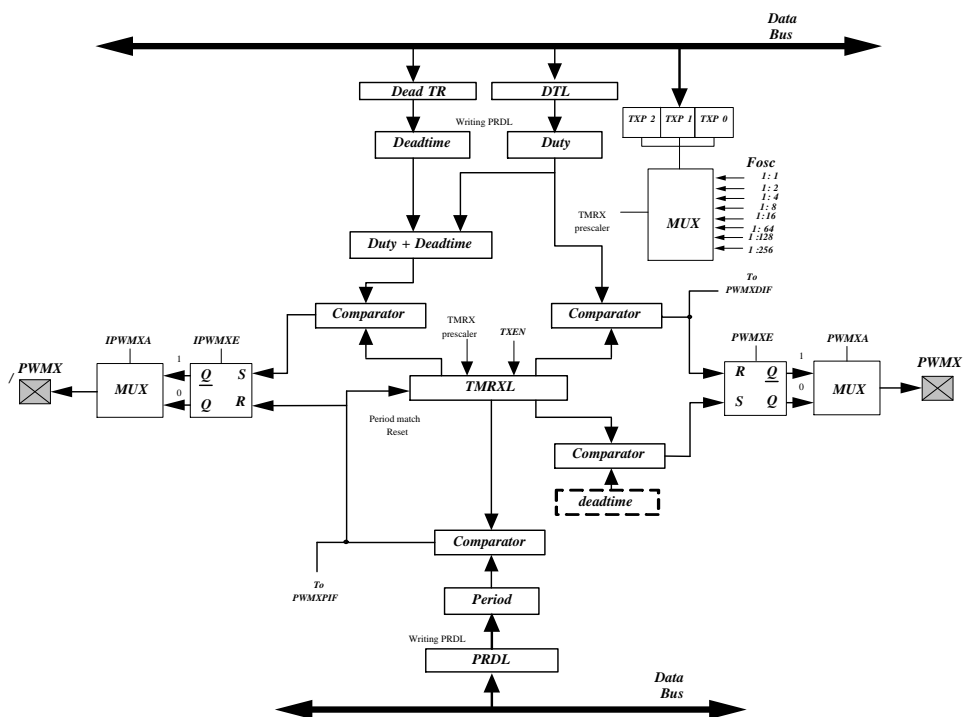 Data
Bus
Dead TR
DTL
TXP 2
TXP 1
TXP 0
Writing PRDL
Deadtime
Duty
Fosc
1 : 1
1 : 2
1 : 4
1 : 8
1 : 16
1 : 64
1 :128
1 :256
TMRX
prescaler
MUX
Duty + Deadtime
To
PWMXDIF
Comparator
Comparator
TMRX
prescaler
TXEN
IPWMXA
IPWMXE
PWMXE
PWMXA
/ PWMX
MUX
1
0
Q S
Q R
TMRXL
R Q
S Q
1
0
MUX
PWMX
Period match
Reset
Comparator
deadtime
Comparator
To
PWMXPIF
Period
Writing PRDL
PRDL
Data
Bus